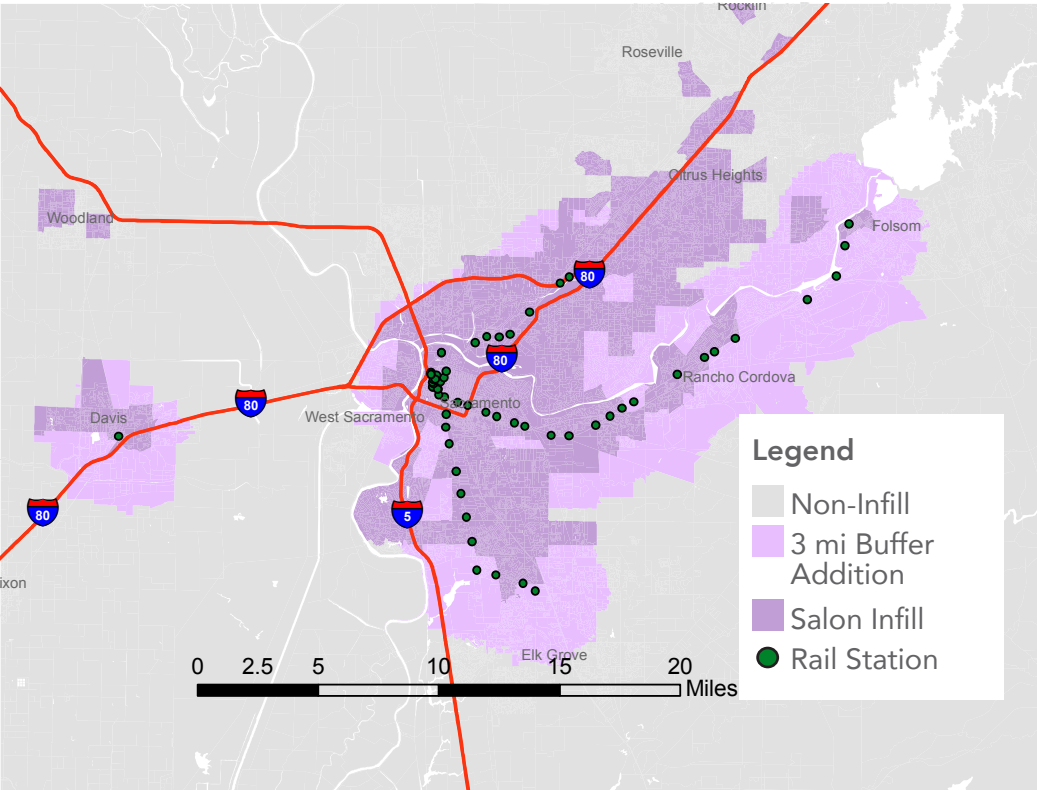 Rocklin
Roseville
Citrus Heights
Woodland
Folsom
80
80
Rancho Cordova
80
Sacramento
West Sacramento
Davis
80
5
ixon
Elk Grove
0 2.5 5 10 15 20
Miles
Legend
Non-Infill
3 mi Buffer
Addition
Salon Infill
Rail Station